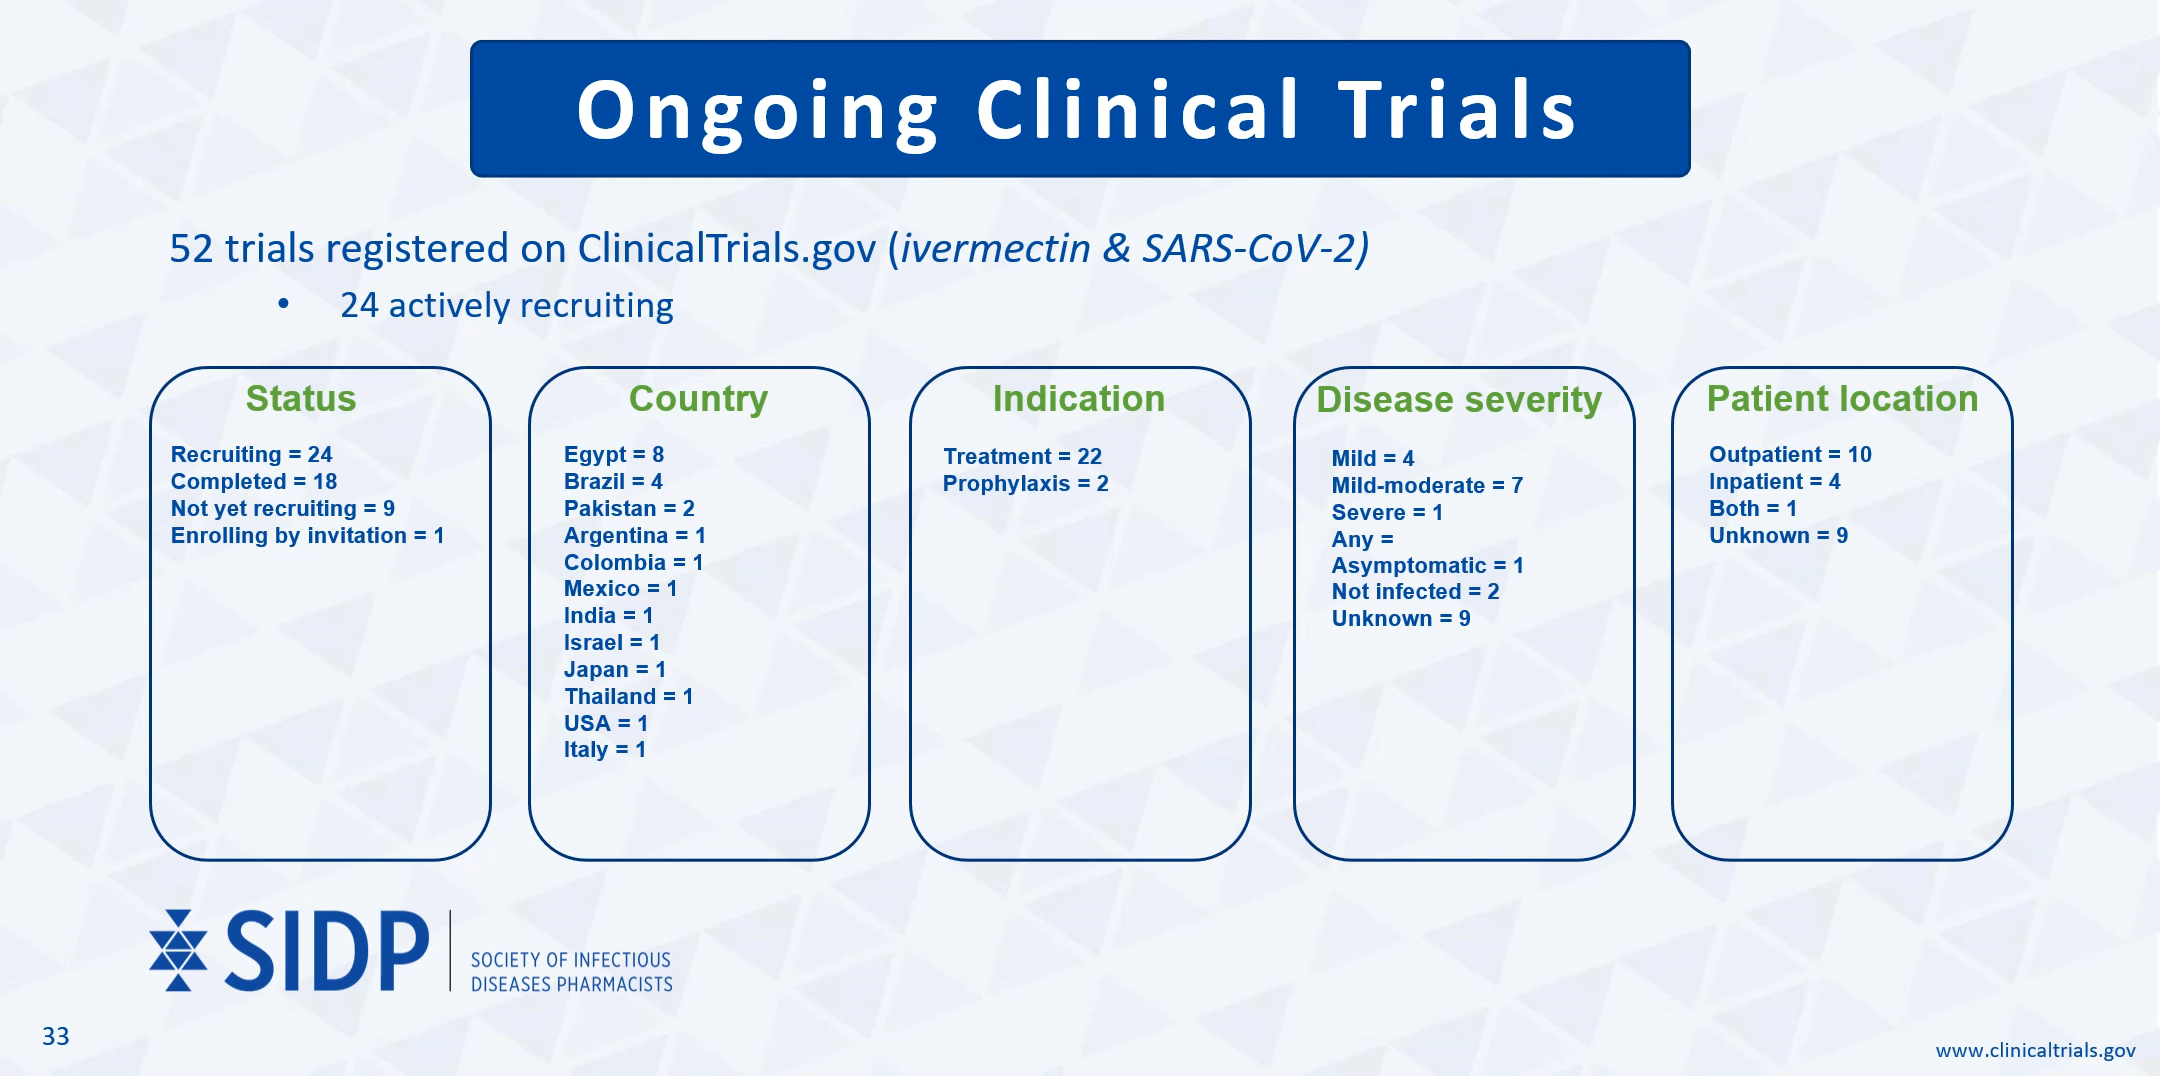 Ongoing Clinical Trials
52 trials registered on ClinicalTrials.gov (ivermectin & SARS-CoV-2)
• 24 actively recruiting
Status
Recruiting = 24
Completed = 18
Not yet recruiting = 9
Enrolling by invitation = 1
Country
Egypt = 8
Brazil = 4
Pakistan = 2
Argentina = 1
Colombia = 1
Mexico = 1
India = 1
Israel = 1
Japan = 1
Thailand = 1
USA = 1
Italy = 1
Indication
Treatment = 22
Prophylaxis = 2
Disease severity
Mild = 4
Mild-moderate = 7
Severe = 1
Any =
Asymptomatic = 1
Not infected = 2
Unknown = 9
Patient location
Outpatient = 10
Inpatient = 4
Both = 1
Unknown = 9
SIDP
SOCIETY OF INFECTIOUS
DISEASES PHARMACISTS
33
www.clinicaltrials.gov